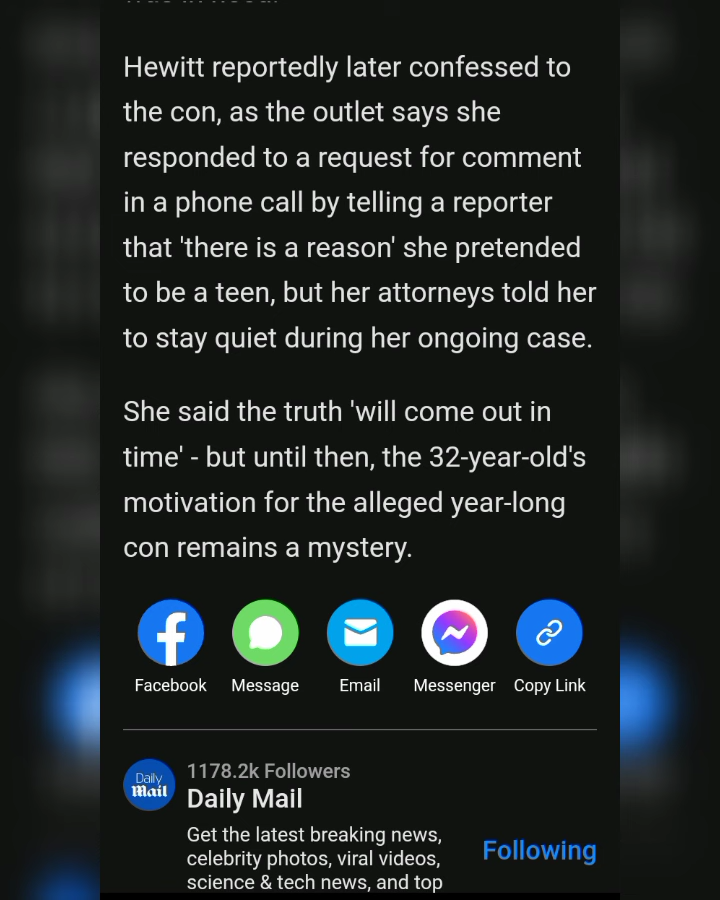 Hewitt reportedly later confessed to
the con, as the outlet says she
responded to a request for comment
in a phone call by telling a reporter
that 'there is a reason' she pretended
to be a teen, but her attorneys told her
to stay quiet during her ongoing case.
She said the truth 'will come out in
time' - but until then, the 32-year-old's
motivation for the alleged year-long
con remains a mystery.
Facebook Message Email Messenger Copy Link
Daily Mail
1178.2k Followers
Daily Mail
Get the latest breaking news,
celebrity photos, viral videos,
science & tech news, and top
Following